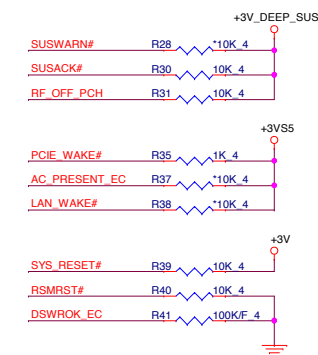 +3V_DEEP_SUS
SUSWARN# R28 *10K_4
SUSACK# R30 10K_4
RF_OFF_PCH R31 10K_4
+3VS5
PCIE_WAKE# R35 1K_4
AC_PRESENT_EC R37 *10K_4
LAN_WAKE# R38 *10K_4
+3V
SYS_RESET# R39 10K_4
RSMRST# R40 10K_4
DSWROK_EC R41 100K/F_4